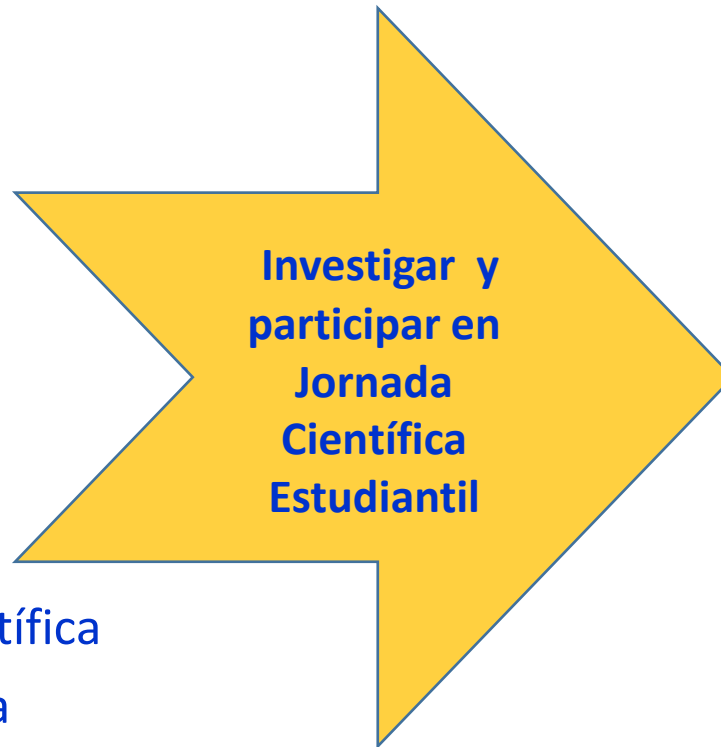 Investigar y
participar en
Jornada
Científica
Estudiantil
tífica
a